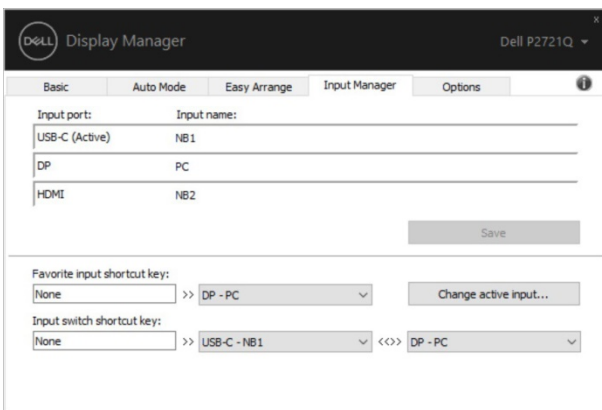 x
DELL Display Manager Dell P2721Q
Basic Auto Mode Easy Arrange Input Manager Options i
Input port: Input name:
USB-C (Active) NB1
DP PC
HDMI NB2
Save
Favorite input shortcut key:
None >> DP - PC Change active input...
Input switch shortcut key:
None >> USB-C - NB1 <<>> DP - PC